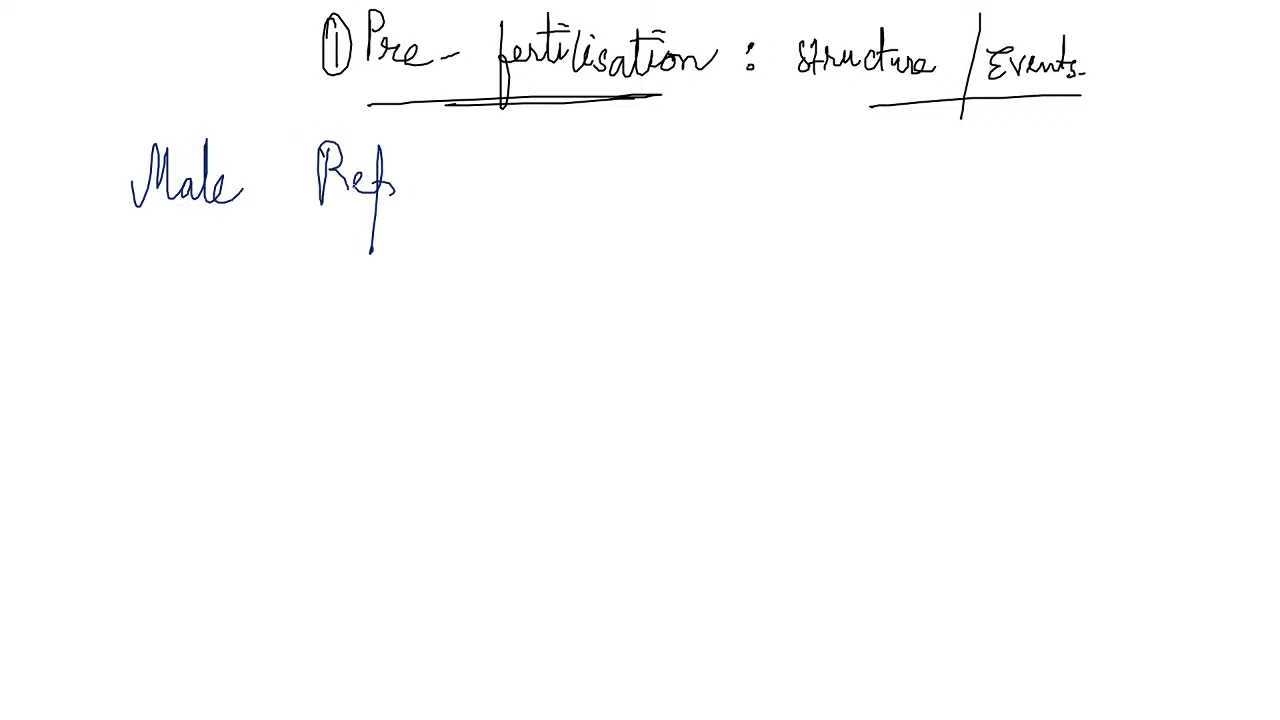 ① Pre- fertilisation : structure / Events.
Male Rep